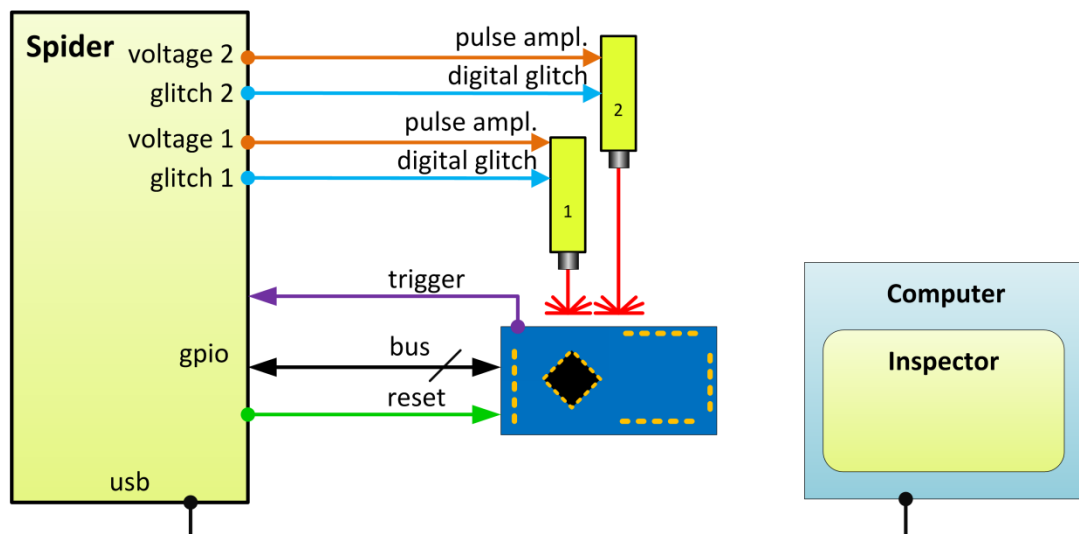 Spider
voltage 2
pulse ampl.
glitch 2
digital glitch
2
voltage 1
pulse ampl.
glitch 1
digital glitch
1
trigger
gpio
bus
reset
usb
Computer
Inspector